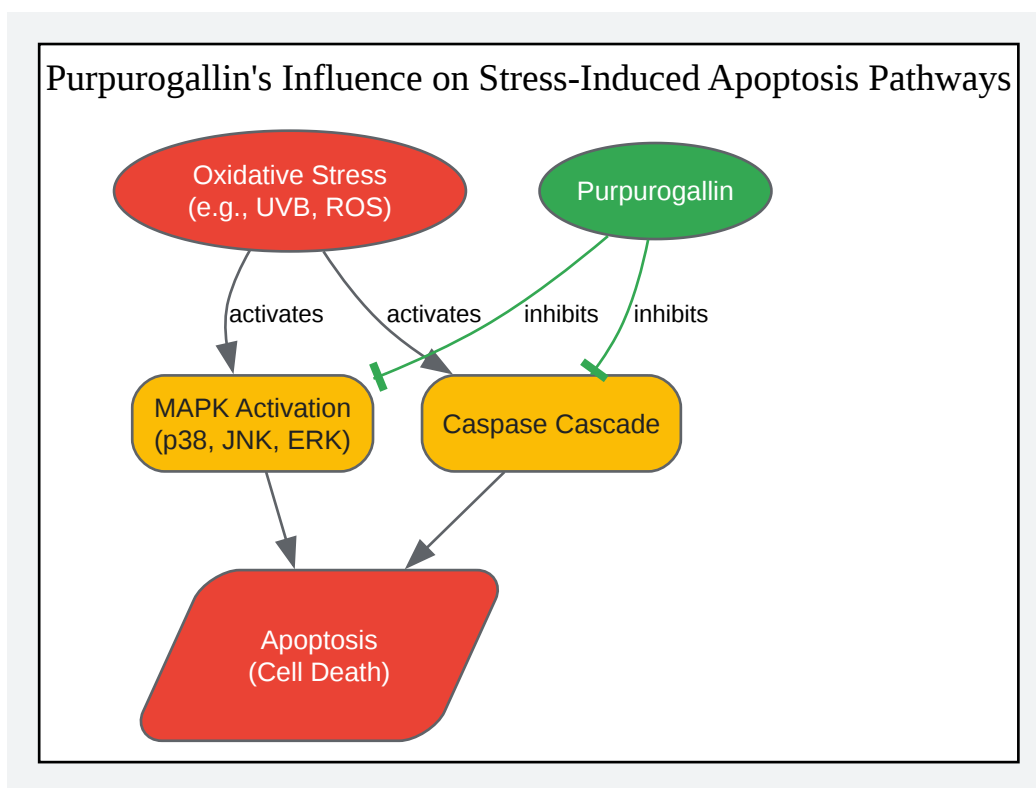 Purpurogallin's Influence on Stress-Induced Apoptosis Pathways
Oxidative Stress
(e.g., UVB, ROS)
Purpurogallin
activates
activates
inhibits
inhibits
MAPK Activation
(p38, JNK, ERK)
Caspase Cascade
Apoptosis
(Cell Death)